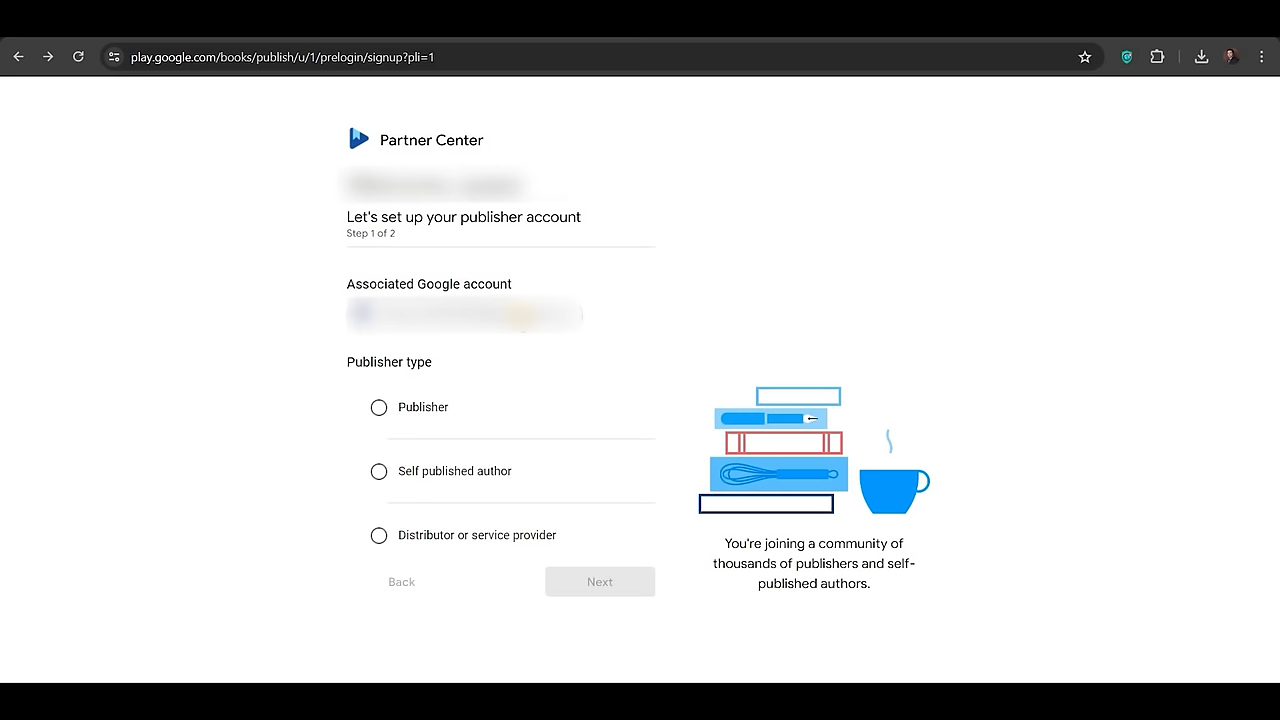 play.google.com/books/publish/u/1/prelogin/signup?pli=1
Partner Center
Let's set up your publisher account
Step 1 of 2
Associated Google account
Publisher type
Publisher
Self published author
Distributor or service provider
Back
Next
You're joining a community of
thousands of publishers and self-
published authors.